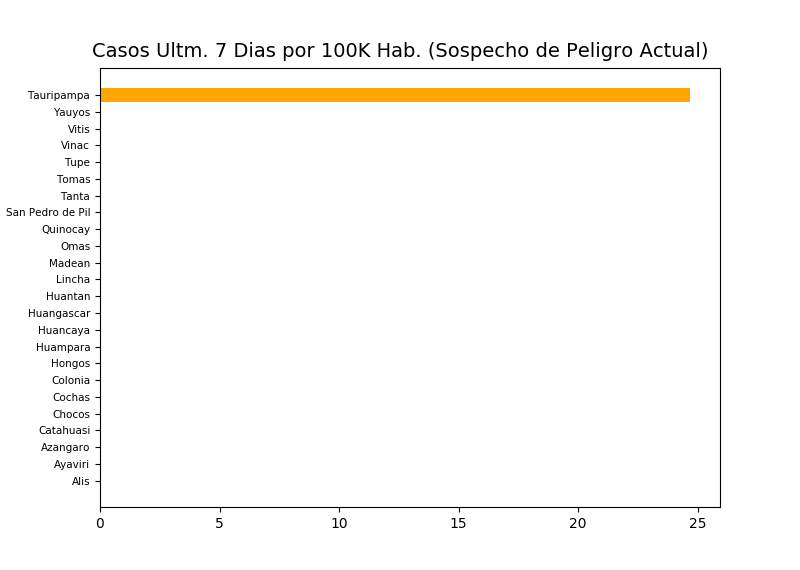 Casos Ultm. 7 Dias por 100K Hab. (Sospecho de Peligro Actual)
Tauripampa
Yauyos
Vitis
Vinac
Tupe
Tomas
Tanta
San Pedro de Pil
Quinocay
Omas
Madean
Lincha
Huantan
Huangascar
Huancaya
Huampara
Hongos
Colonia
Cochas
Chocos
Catahuasi
Azangaro
Ayaviri
Alis
0 5 10 15 20 25